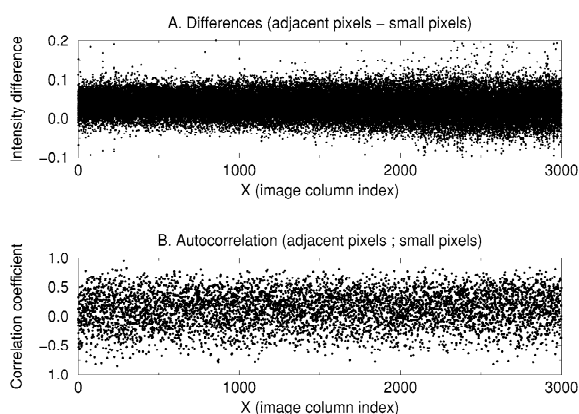 A. Differences (adjacent pixels − small pixels)
Intensity difference
0.2
0.1
0.0
−0.1
0
1000
2000
3000
X (image column index)
B. Autocorrelation (adjacent pixels ; small pixels)
Correlation coefficient
1.0
0.5
0.0
−0.5
1.0
0
1000
2000
3000
X (image column index)